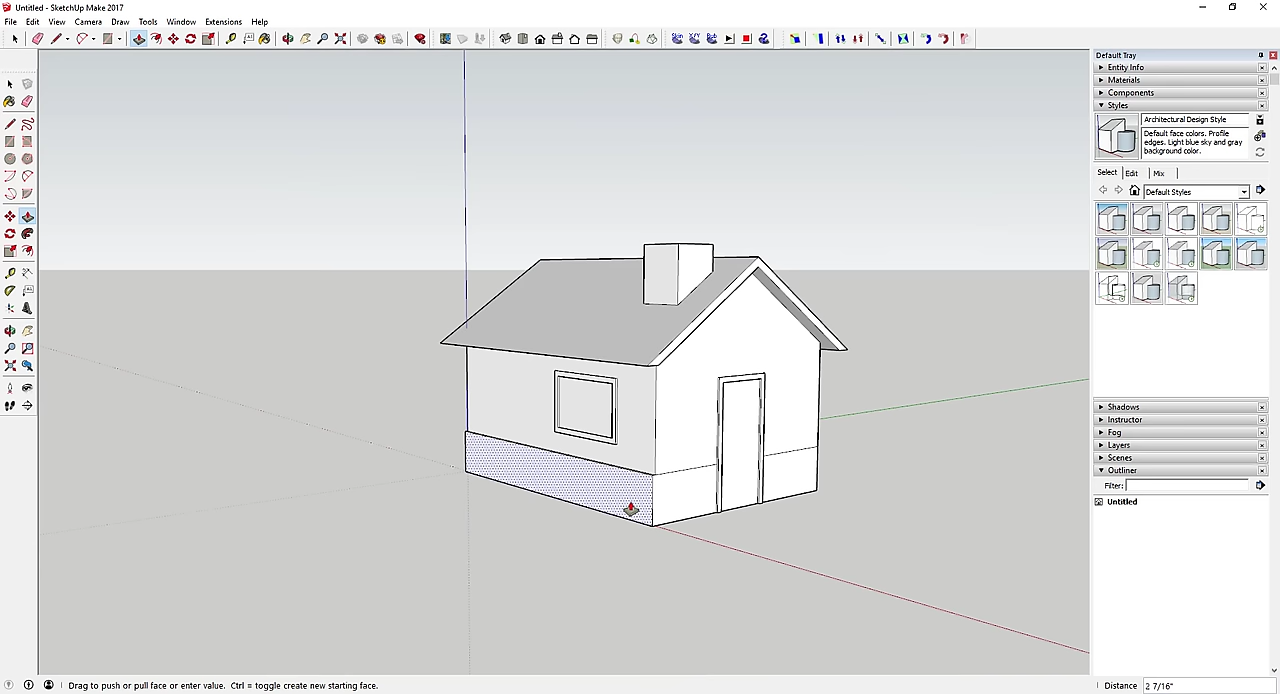 Untitled - SketchUp Make 2017
File Edit View Camera Draw Tools Window Extensions Help
Default Tray
Entity Info
Materials
Components
Styles
Architectural Design Style
Default face colors. Profile
edges. Light blue sky and gray
background color.
Select Edit Mix
Default Styles
Shadows
Instructor
Fog
Layers
Scenes
Outliner
Filter:
Untitled
Drag to push or pull face or enter value. Ctrl = toggle create new starting face.
Distance 2 7/16"